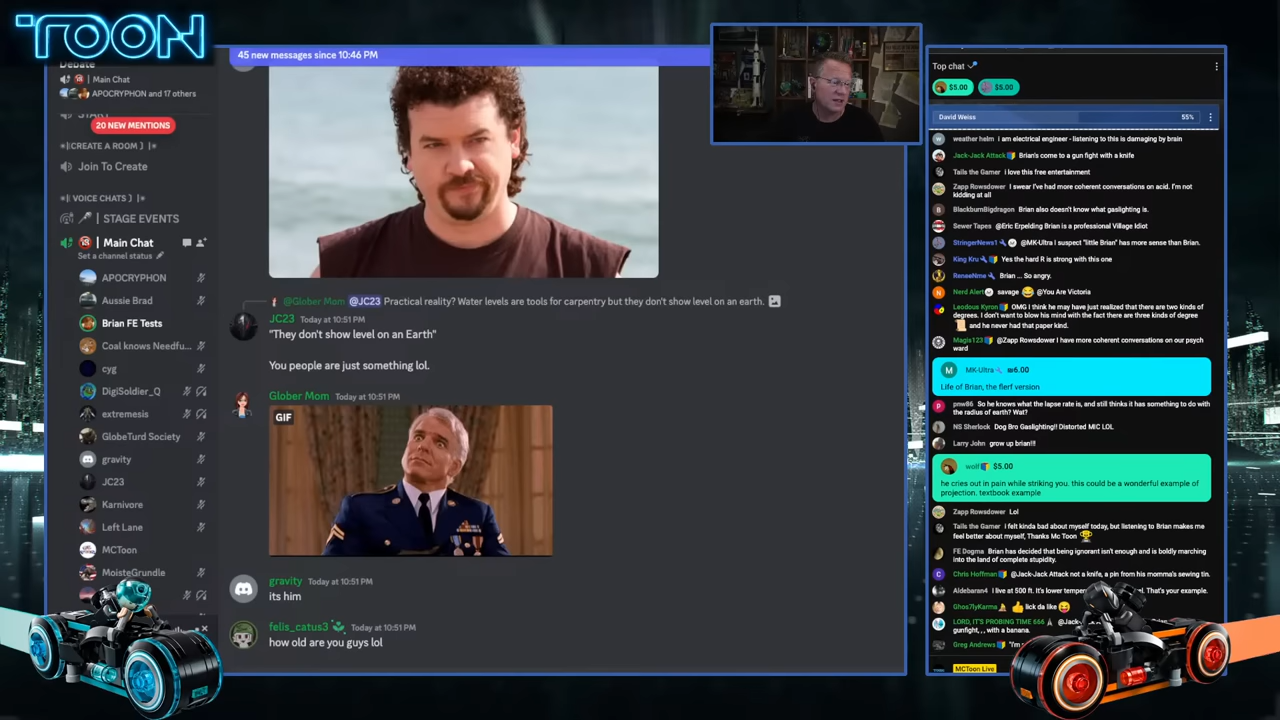 TOON
Debate
Main Chat
APOCRYPHON and 17 others
START
20 NEW MENTIONS
CREATE A ROOM
Join To Create
VOICE CHATS
STAGE EVENTS
Main Chat
Set a channel status
APOCRYPHON
Aussie Brad
Brian FE Tests
Coal knows Needfu...
cyg
DigiSoldier_Q
extremesis
GlobeTurd Society
gravity
JC23
Karnivore
Left Lane
MCToon
MoisteGrundle
45 new messages since 10:46 PM
@Glober Mom @JC23 Practical reality? Water levels are tools for carpentry but they don't show level on an earth.
JC23 Today at 10:51 PM
"They don't show level on an Earth"
You people are just something lol.
Glober Mom Today at 10:51 PM
GIF
gravity Today at 10:51 PM
its him
felis_catus3 Today at 10:51 PM
how old are you guys lol
Top chat
$5.00 $5.00
David Weiss 55%
weather helm i am electrical engineer - listening to this is damaging by brain
Jack-Jack Attack Brian's come to a gun fight with a knife
Tails the Gamer i love this free entertainment
Zapp Rowsdower I swear I've had more coherent conversations on acid. I'm not
kidding at all
BlackburnBigdragon Brian also doesn't know what gaslighting is.
Sewer Tapes @Eric Erpelding Brian is a professional Village Idiot
StringerNews1 @MK-Ultra I suspect "little Brian" has more sense than Brian.
King Kru Yes the hard R is strong with this one
ReneeNme Brian ... So angry.
Nerd Alert savage @You Are Victoria
Leodous Kyron OMG I think he may have just realized that there are two kinds of
degrees. I don't want to blow his mind with the fact there are three kinds of degree
and he never had that paper kind.
Magis123 @Zapp Rowsdower I have more coherent conversations on our psych
ward
MK-Ultra ₪6.00
Life of Brian, the flerf version
pnw86 So he knows what the lapse rate is, and still thinks it has something to do with
the radius of earth? Wat?
NS Sherlock Dog Bro Gaslighting!! Distorted MIC LOL
Larry John grow up brian!!!
wolf $5.00
he cries out in pain while striking you. this could be a wonderful example of
projection. textbook example
Zapp Rowsdower Lol
Tails the Gamer i felt kinda bad about myself today, but listening to Brian makes me
feel better about myself, Thanks Mc Toon
FE Dogma Brian has decided that being ignorant isn't enough and is boldly marching
into the land of complete stupidity.
Chris Hoffman @Jack-Jack Attack not a knife, a pin from his momma's sewing tin.
Aldebaran4 I live at 500 ft. It's lower temper l. That's your example.
Ghos7lyKarma lick da like
LORD, IT'S PROBING TIME 666 @Jack-
gunfight, , , with a banana.
Greg Andrews "I'm
MCToon Live